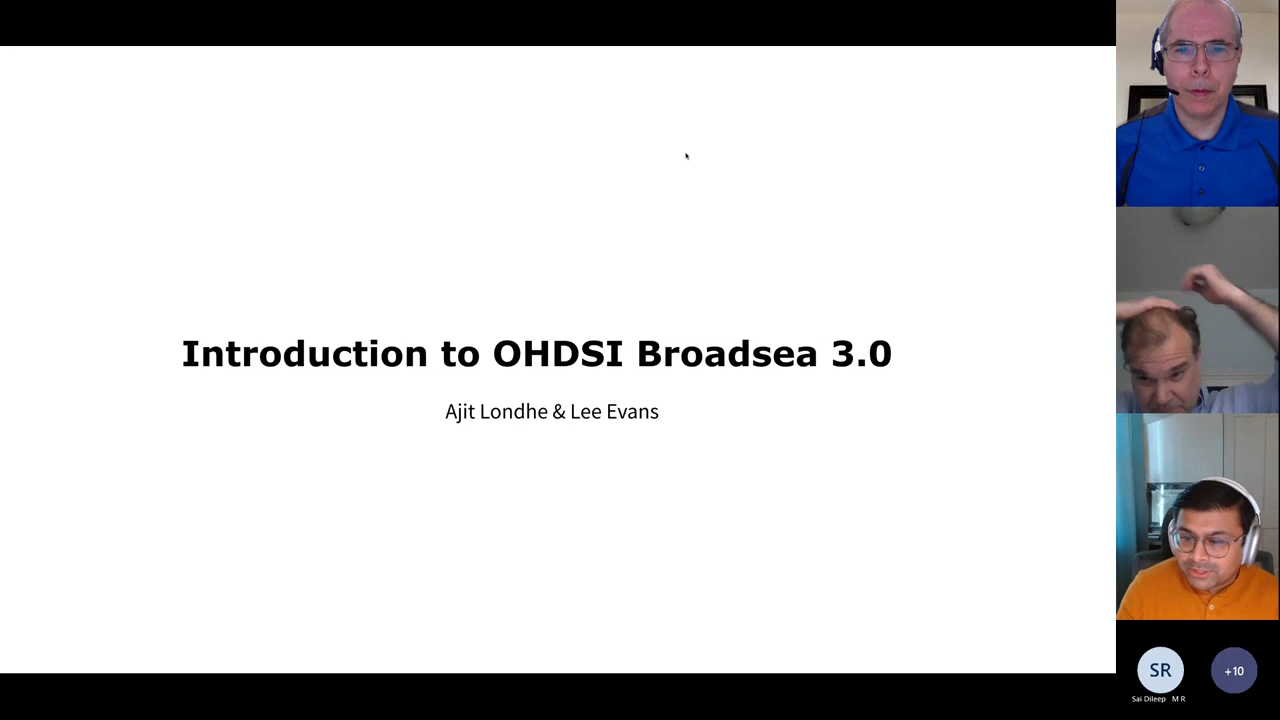 Introduction to OHDSI Broadsea 3.0
Ajit Londhe & Lee Evans
SR
+10
Sai Dileep M R